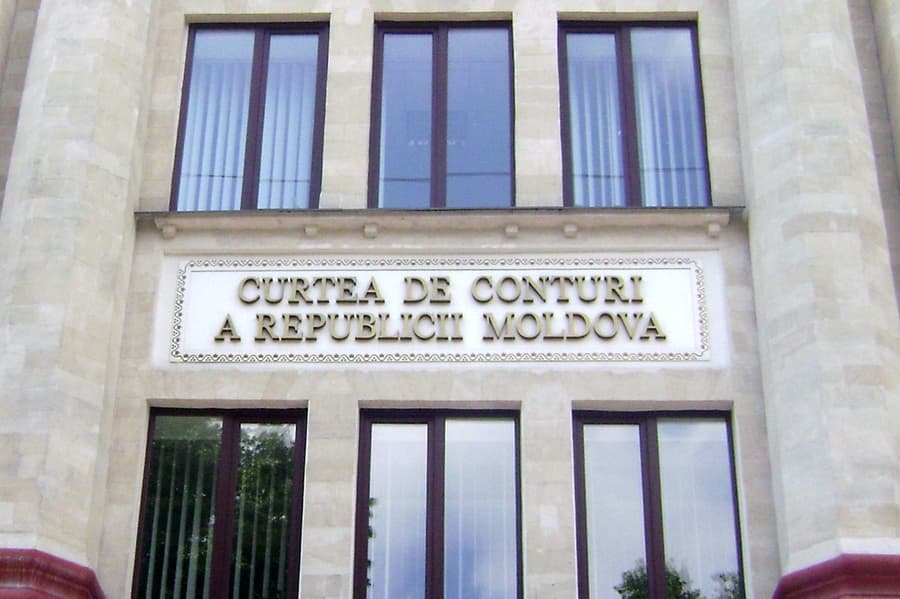 CURTEA DE CONTURI
A REPUBLICII MOLDOVA